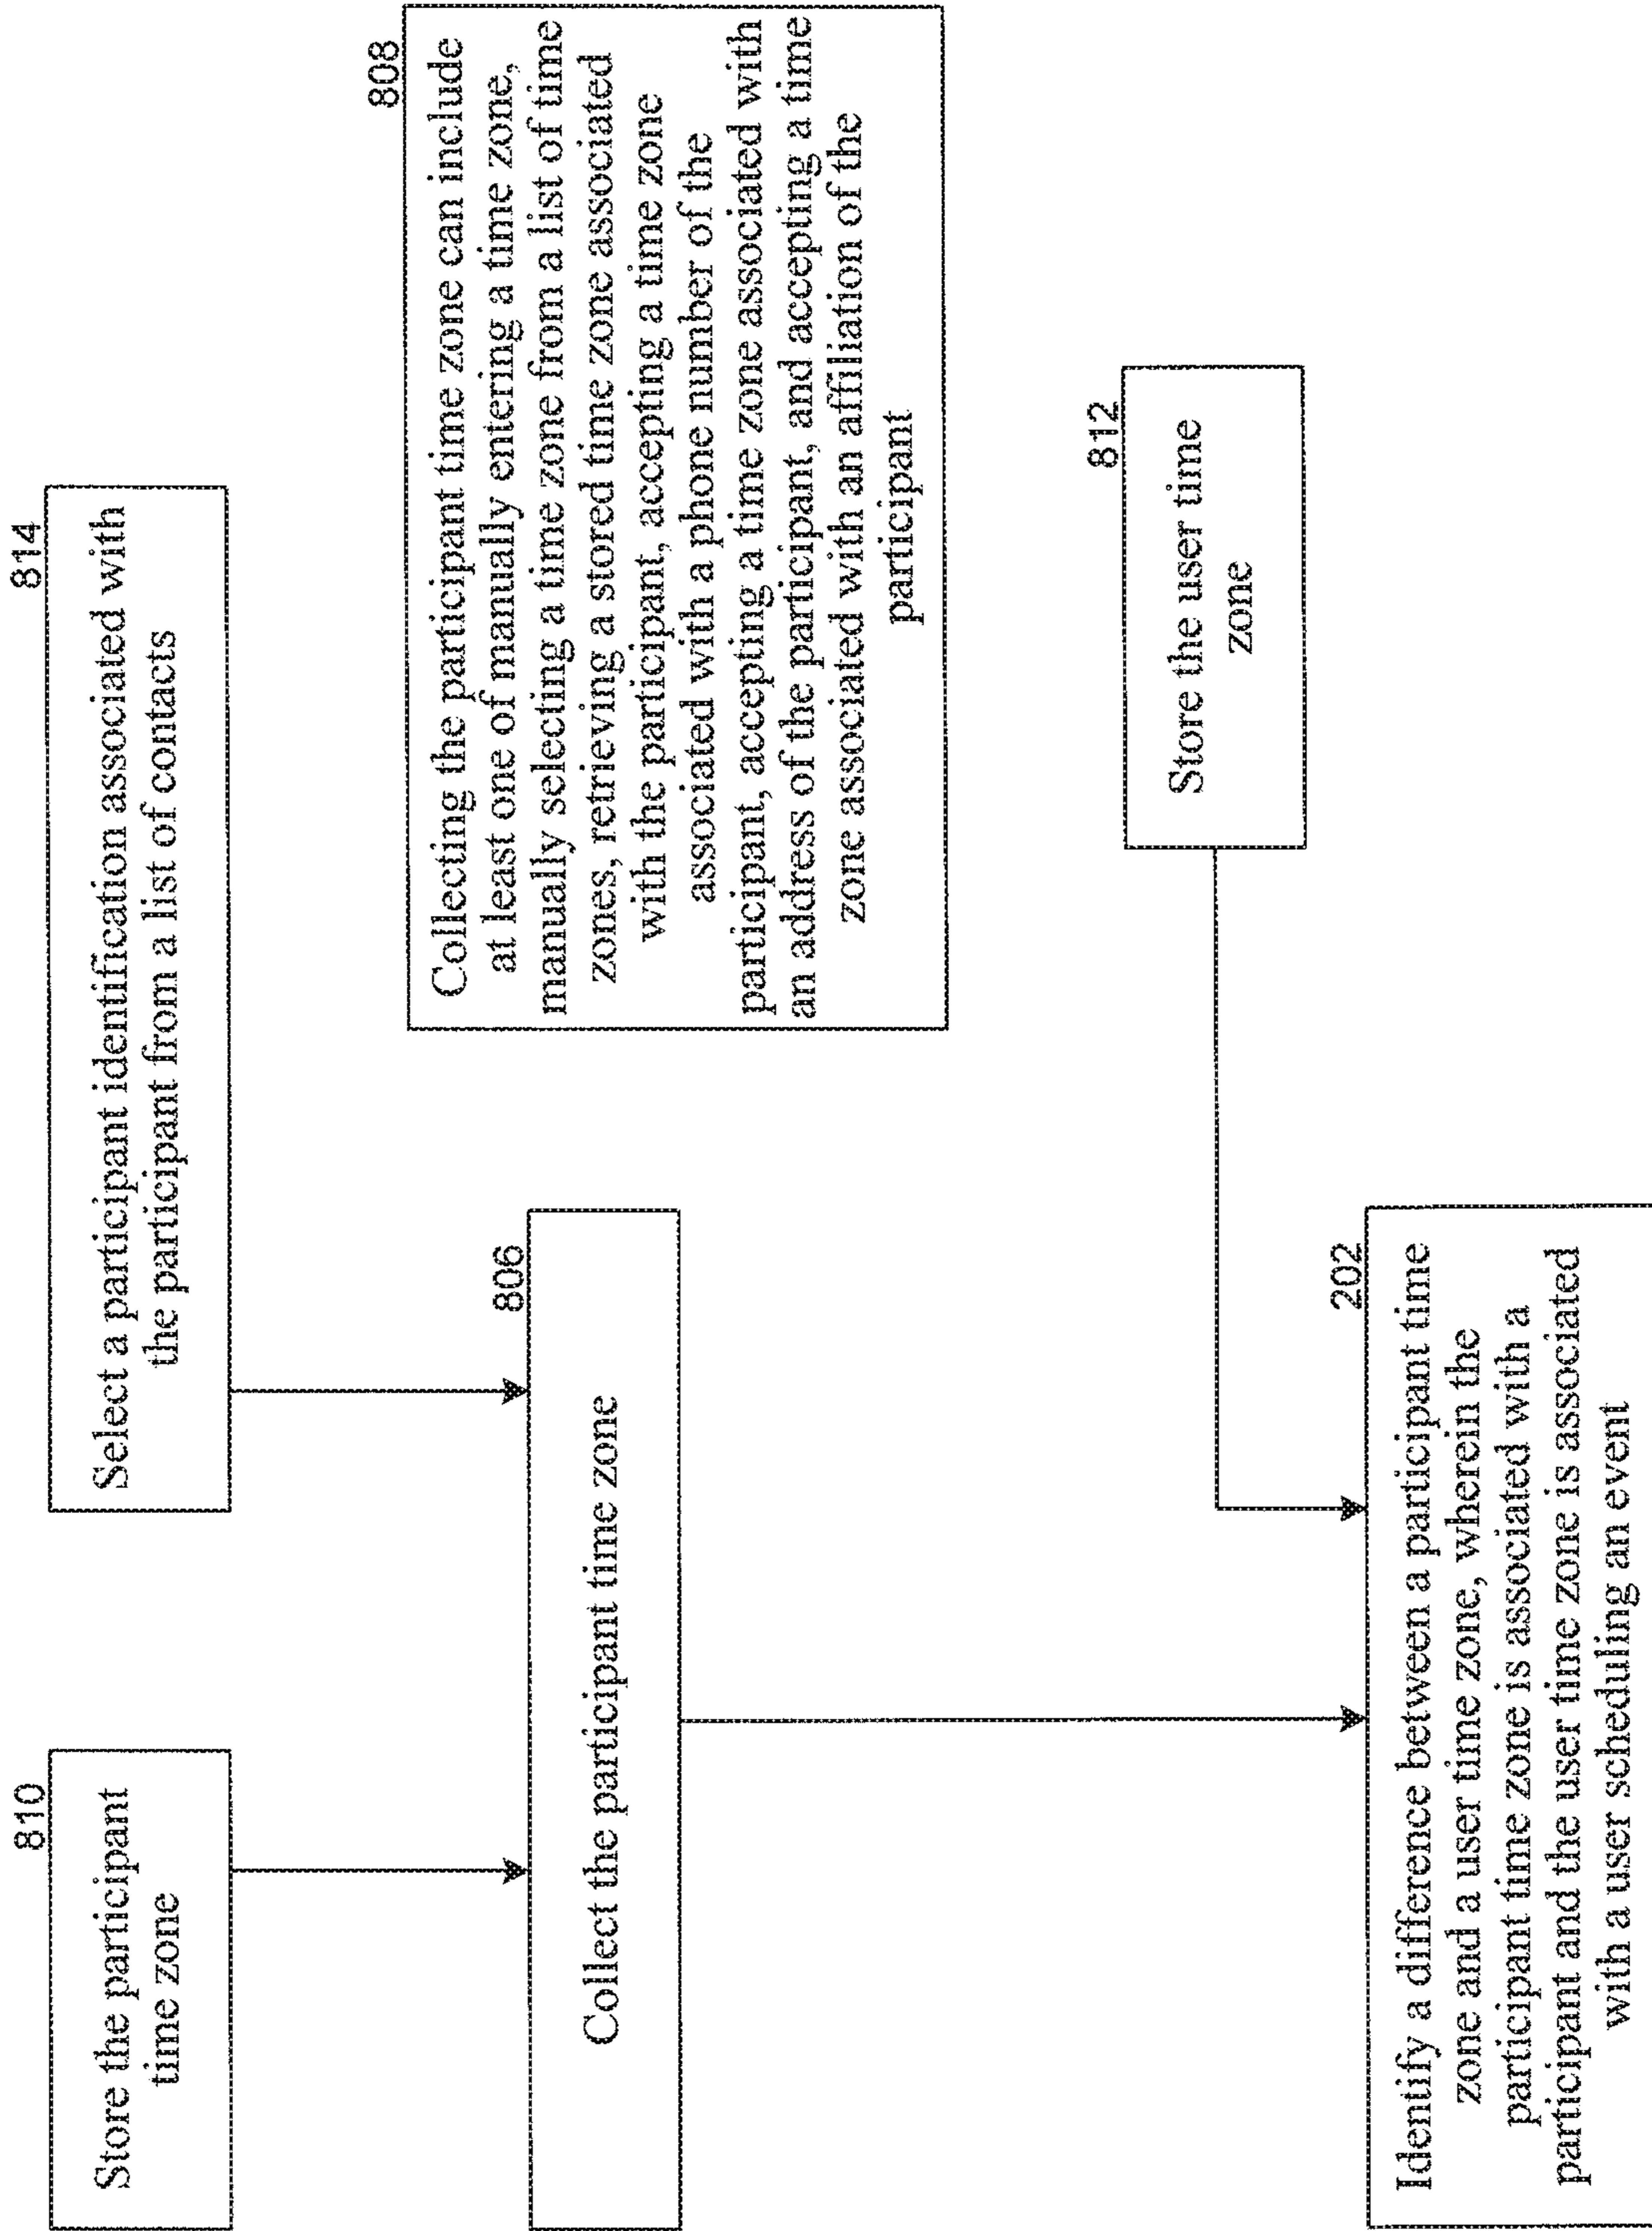 810
Store the participant
time zone
814
Select a participant identification associated with
the participant from a list of contacts
806
Collect the participant time zone
808
Collecting the participant time zone can include
at least one of manually entering a time zone,
manually selecting a time zone from a list of time
zones, retrieving a stored time zone associated
with the participant, accepting a time zone
associated with a phone number of the
participant, accepting a time zone associated with
an address of the participant, and accepting a time
zone associated with an affiliation of the
participant
812
Store the user time
zone
202
Identify a difference between a participant time
zone and a user time zone, wherein the
participant time zone is associated with a
participant and the user time zone is associated
with a user scheduling an event